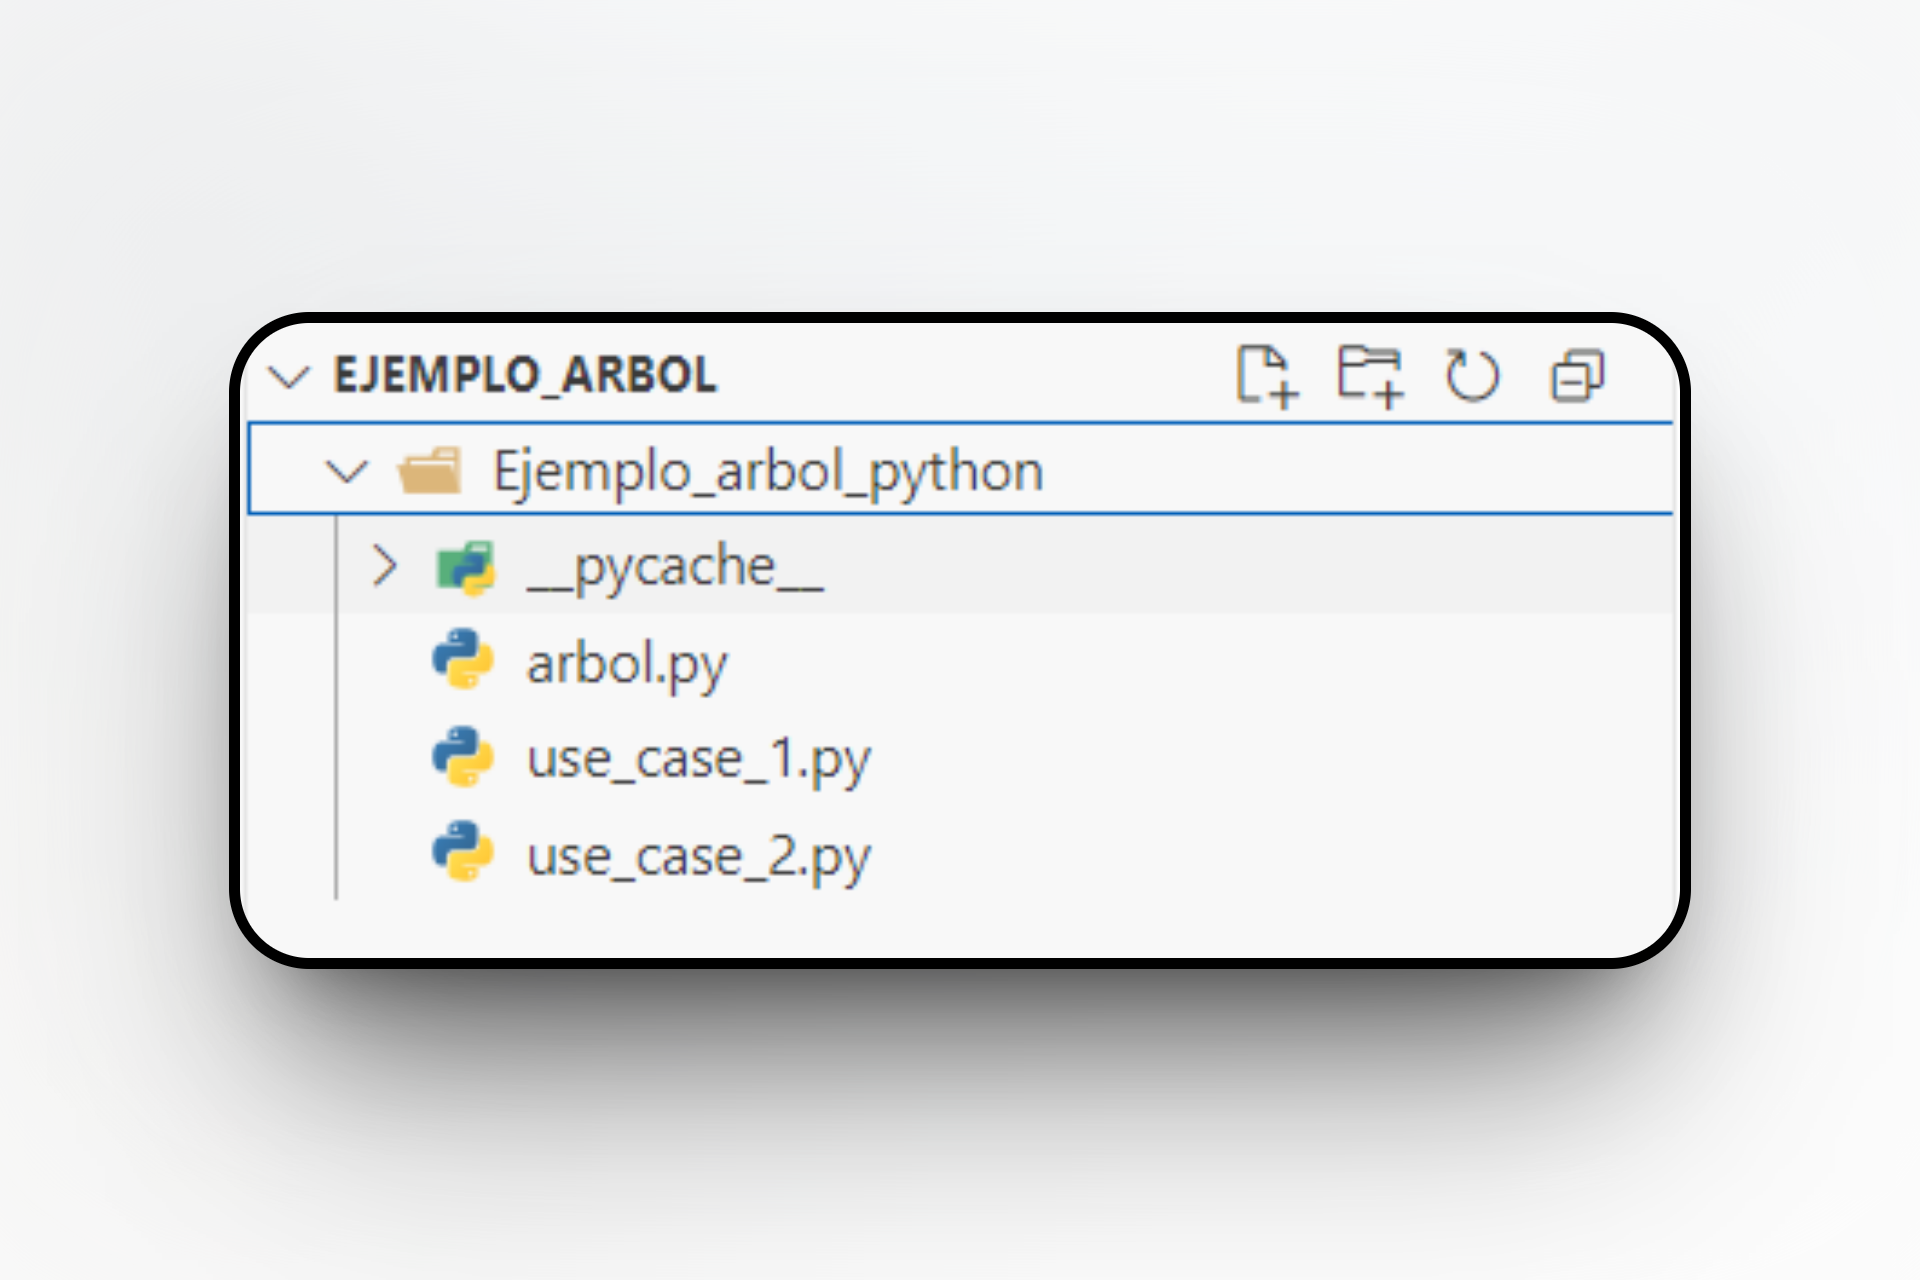 EJEMPLO_ARBOL
Ejemplo_arbol_python
__pycache__
arbol.py
use_case_1.py
use_case_2.py